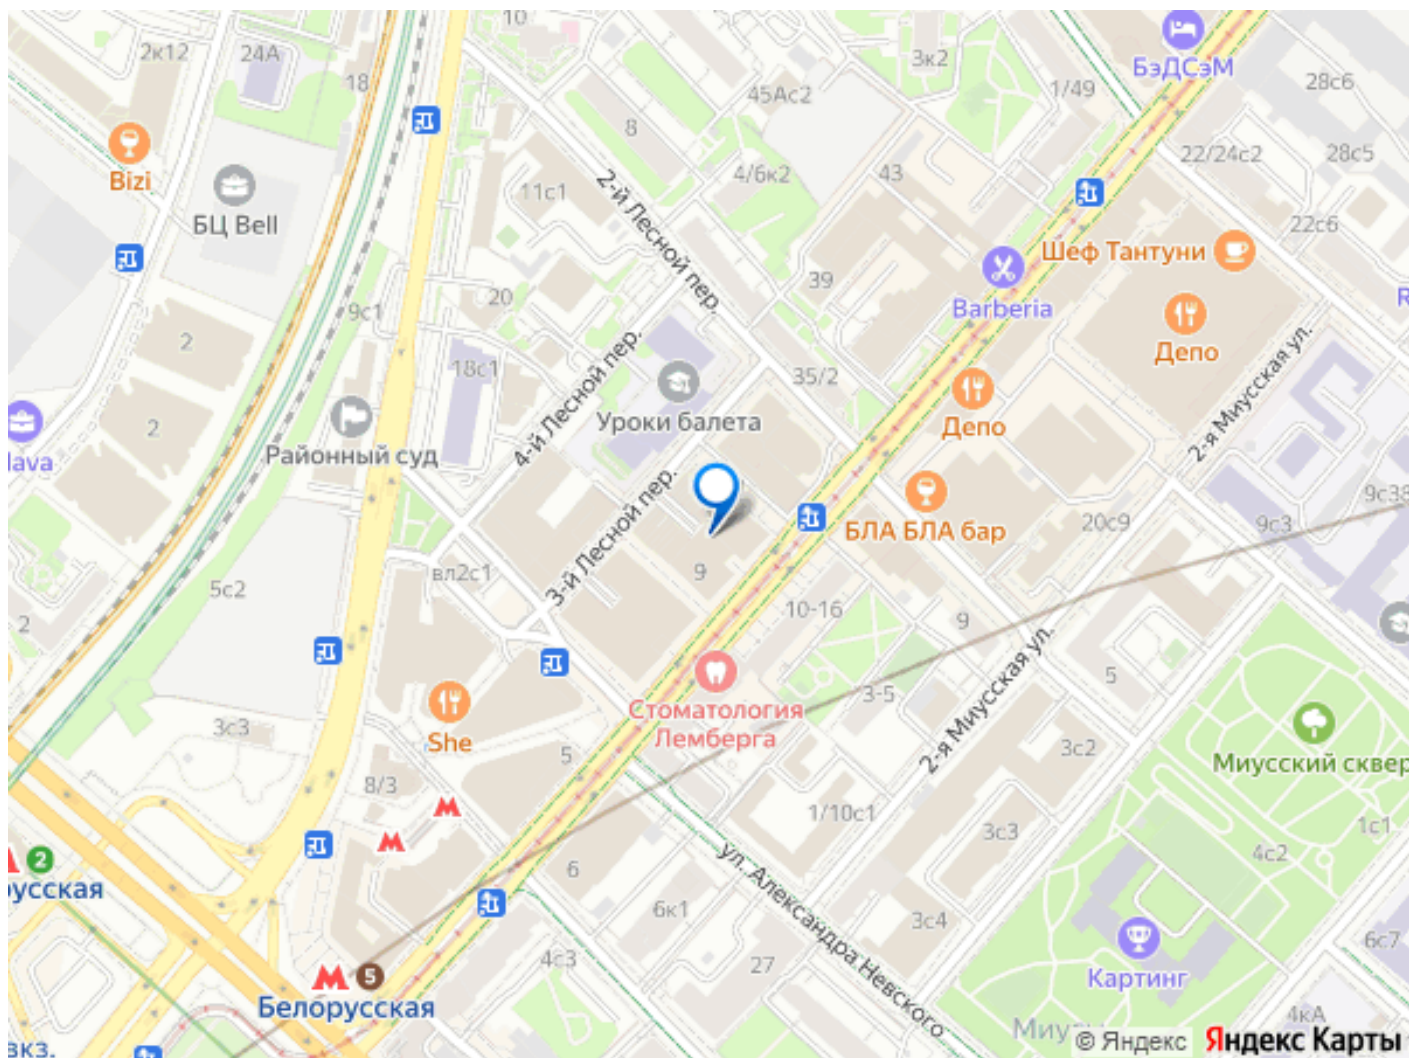 10
2к12
24А
18
3к2
БэДСэМ
1/49
28с6
45Ас2
8
22/24с2
28с5
Bizi
БЦ Bell
11с1
2-й Лесной пер.
4/6к2
43
22с6
Шеф Тантуни
39
Barberia
20
9с1
2
Депо
18с1
4-й Лесной пер.
35/2
2-я Миусская ул.
Уроки балета
Депо
2
Районный суд
3-й Лесной пер.
9с38
20с9
9с3
БЛА БЛА бар
вл2с1
9
5с2
10-16
9
2
5
3-5
2-я Миусская ул.
Стоматология
Лемберга
She
3с3
5
3с2
Миусский сквер
8/3
1/10с1
3с3
1с1
4с2
2
6
ул. Александра Невского
6к1
3с4
6с7
27
4с3
Картинг
5
Белорусская
4кА
© Яндекс
Яндекс Карты